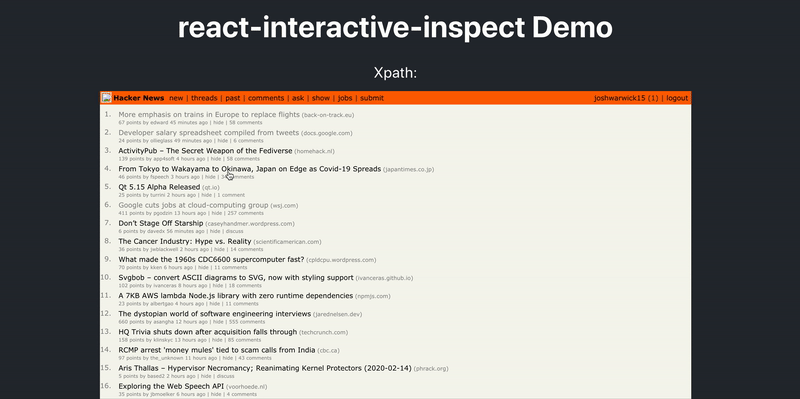 react-interactive-inspect Demo
Xpath:
Hacker News new | threads | past | comments | ask | show | jobs | submit joshwarwick15 (1) | logout
1. More emphasis on trains in Europe to replace flights (back-on-track.eu)
67 points by edward 45 minutes ago | hide | 58 comments
2. Developer salary spreadsheet compiled from tweets (docs.google.com)
24 points by ollieglass 49 minutes ago | hide | 6 comments
3. ActivityPub – The Secret Weapon of the Fediverse (homehack.nl)
139 points by app4soft 4 hours ago | hide | 58 comments
4. From Tokyo to Wakayama to Okinawa, Japan on Edge as Covid-19 Spreads (japantimes.co.jp)
46 points by fspeech 3 hours ago | hide | comments
5. Qt 5.15 Alpha Released (qt.io)
25 points by turrini 2 hours ago | hide | 1 comment
6. Google cuts jobs at cloud-computing group (wsj.com)
411 points by pgodzin 13 hours ago | hide | 257 comments
7. Don't Stage Off Starship (caseyhandmer.wordpress.com)
6 points by davedx 56 minutes ago | hide | discuss
8. The Cancer Industry: Hype vs. Reality (scientificamerican.com)
36 points by jwblackwell 2 hours ago | hide | 14 comments
9. What made the 1960s CDC6600 supercomputer fast? (cpldcpu.wordpress.com)
70 points by kken 6 hours ago | hide | 11 comments
10. Svgbob – convert ASCII diagrams to SVG, now with styling support (ivanceras.github.io)
102 points by ivanceras 8 hours ago | hide | 18 comments
11. A 7KB AWS lambda Node.js library with zero runtime dependencies (npmjs.com)
23 points by albertgao 4 hours ago | hide | 11 comments
12. The dystopian world of software engineering interviews (jarednelsen.dev)
660 points by asangha 12 hours ago | hide | 555 comments
13. HQ Trivia shuts down after acquisition falls through (techcrunch.com)
158 points by klinskyc 13 hours ago | hide | 85 comments
14. RCMP arrest 'money mules' tied to scam calls from India (cbc.ca)
97 points by the_unknown 11 hours ago | hide | 43 comments
15. Aris Thallas – Hypervisor Necromancy; Reanimating Kernel Protectors (2020-02-14) (phrack.org)
5 points by based2 2 hours ago | hide | discuss
16. Exploring the Web Speech API (voorhoede.nl)
35 points by jbmoelker 6 hours ago | hide | 4 comments